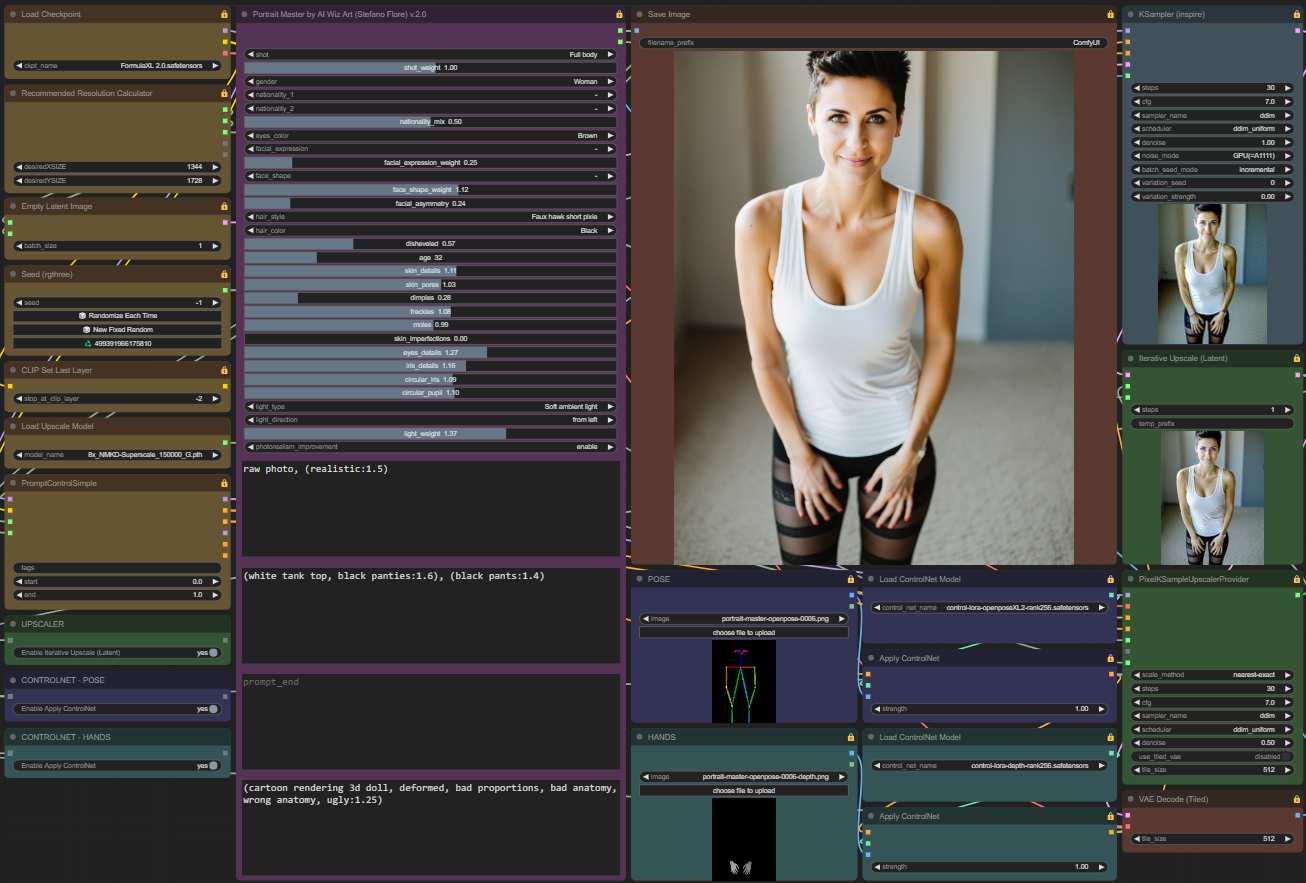 Load Checkpoint
ckpt_name FormulaXL 2.0.safetensors
Recommended Resolution Calculator
desiredXSIZE 1344
desiredYSIZE 1728
Empty Latent Image
batch_size 1
Seed (rgthree)
seed -1
Randomize Each Time
New Fixed Random
499391966175810
CLIP Set Last Layer
stop_at_clip_layer -2
Load Upscale Model
model_name 8x_NMKD-Superscale_150000_G.pth
PromptControlSimple
tags
start 0.0
end 1.0
UPSCALER
Enable Iterative Upscale (Latent) yes
CONTROLNET - POSE
Enable Apply ControlNet yes
CONTROLNET - HANDS
Enable Apply ControlNet yes
Portrait Master by AI Wiz Art (Stefano Flore) v.2.0
shot Full body
shot_weight 1.00
gender Woman
nationality_1 -
nationality_2 -
nationality_mix 0.50
eyes_color Brown
facial_expression -
facial_expression_weight 0.25
face_shape -
face_shape_weight 1.12
facial_asymmetry 0.24
hair_style Faux hawk short pixie
hair_color Black
disheveled 0.57
age 32
skin_details 1.11
skin_pores 1.03
dimples 0.28
freckles 1.08
moles 0.99
skin_imperfections 0.00
eyes_details 1.27
iris_details 1.16
circular_iris 1.09
circular_pupil 1.10
light_type Soft ambient light
light_direction from left
light_weight 1.37
photorealism_improvement enable
raw photo, (realistic:1.5)
(white tank top, black panties:1.6), (black pants:1.4)
prompt_end
(cartoon rendering 3d doll, deformed, bad proportions, bad anatomy,
wrong anatomy, ugly:1.25)
Save Image
filename_prefix ComfyUI
POSE
image portrait-master-openpose-0006.png
choose file to upload
HANDS
image portrait-master-openpose-0006-depth.png
choose file to upload
Load ControlNet Model
control_net_name control-lora-openposeXL2-rank256.safetensors
Apply ControlNet
strength 1.00
Load ControlNet Model
control_net_name control-lora-depth-rank256.safetensors
Apply ControlNet
strength 1.00
KSampler (inspire)
steps 30
cfg 7.0
sampler_name ddim
scheduler ddim_uniform
denoise 1.00
noise_mode GPU(=A1111)
batch_seed_mode incremental
variation_seed 0
variation_strength 0.00
Iterative Upscale (Latent)
steps 1
temp_prefix
PixelKSampleUpscalerProvider
scale_method nearest-exact
steps 30
cfg 7.0
sampler_name ddim
scheduler ddim_uniform
denoise 0.50
use_tiled_vae disabled
tile_size 512
VAE Decode (Tiled)
tile_size 512